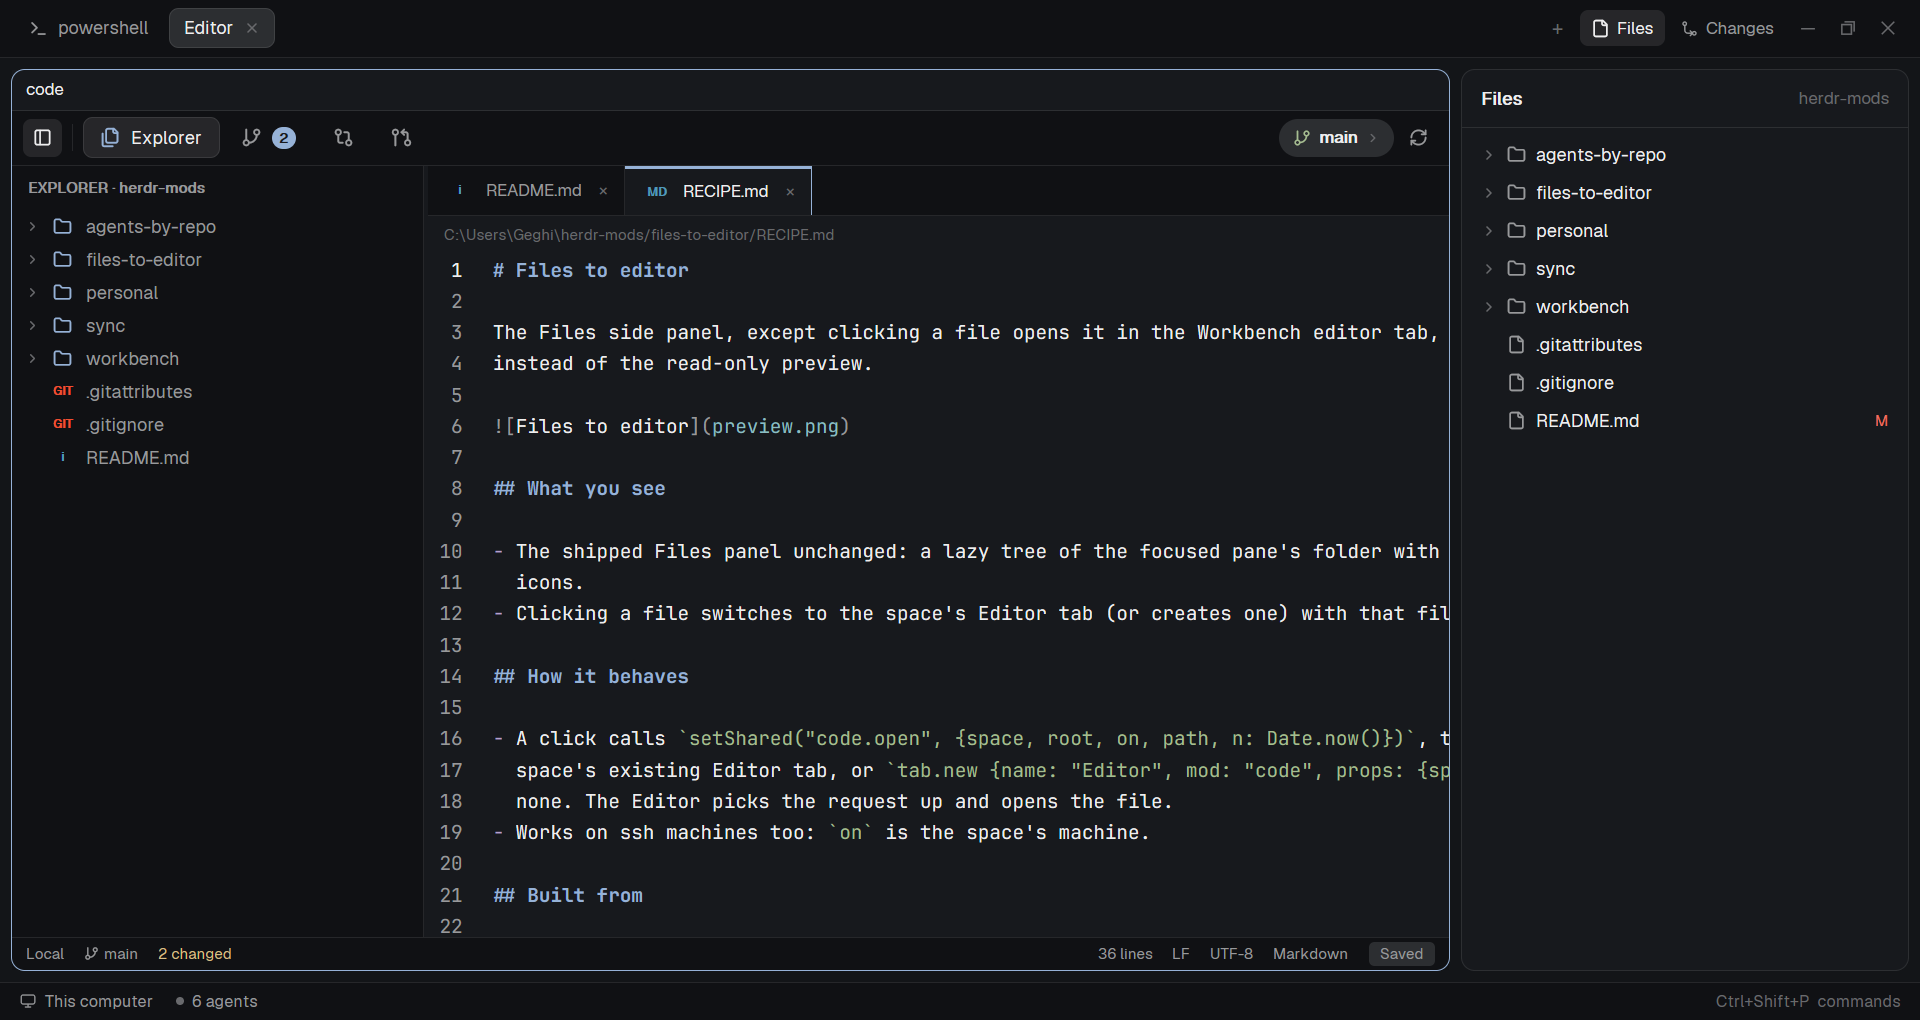 powershell
Editor
Files
Changes
code
Explorer
2
main
EXPLORER · herdr-mods
agents-by-repo
files-to-editor
personal
sync
workbench
GIT .gitattributes
GIT .gitignore
i README.md
i README.md
MD RECIPE.md
C:\Users\Geghi\herdr-mods/files-to-editor/RECIPE.md
1 # Files to editor
2
3 The Files side panel, except clicking a file opens it in the Workbench editor tab,
4 instead of the read-only preview.
5
6 ![Files to editor](preview.png)
7
8 ## What you see
9
10 - The shipped Files panel unchanged: a lazy tree of the focused pane's folder with
11 icons.
12 - Clicking a file switches to the space's Editor tab (or creates one) with that fil
13
14 ## How it behaves
15
16 - A click calls `setShared("code.open", {space, root, on, path, n: Date.now()})`, t
17 space's existing Editor tab, or `tab.new {name: "Editor", mod: "code", props: {sp
18 none. The Editor picks the request up and opens the file.
19 - Works on ssh machines too: `on` is the space's machine.
20
21 ## Built from
22
Local
main
2 changed
36 lines
LF
UTF-8
Markdown
Saved
Files
herdr-mods
agents-by-repo
files-to-editor
personal
sync
workbench
.gitattributes
.gitignore
README.md M
This computer
6 agents
Ctrl+Shift+P commands